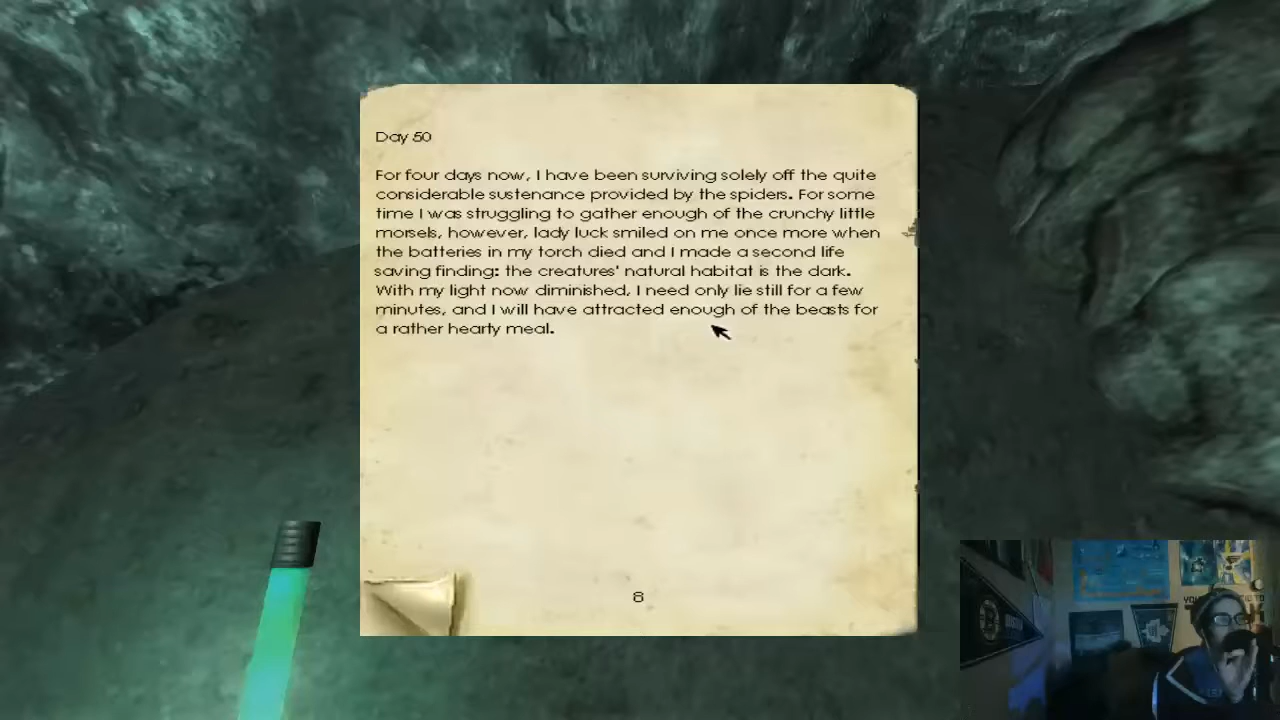 Day 50
For four days now, I have been surviving solely off the quite
considerable sustenance provided by the spiders. For some
time I was struggling to gather enough of the crunchy little
morsels, however, lady luck smiled on me once more when
the batteries in my torch died and I made a second life
saving finding: the creatures' natural habitat is the dark.
With my light now diminished, I need only lie still for a few
minutes, and I will have attracted enough of the beasts for
a rather hearty meal.
8